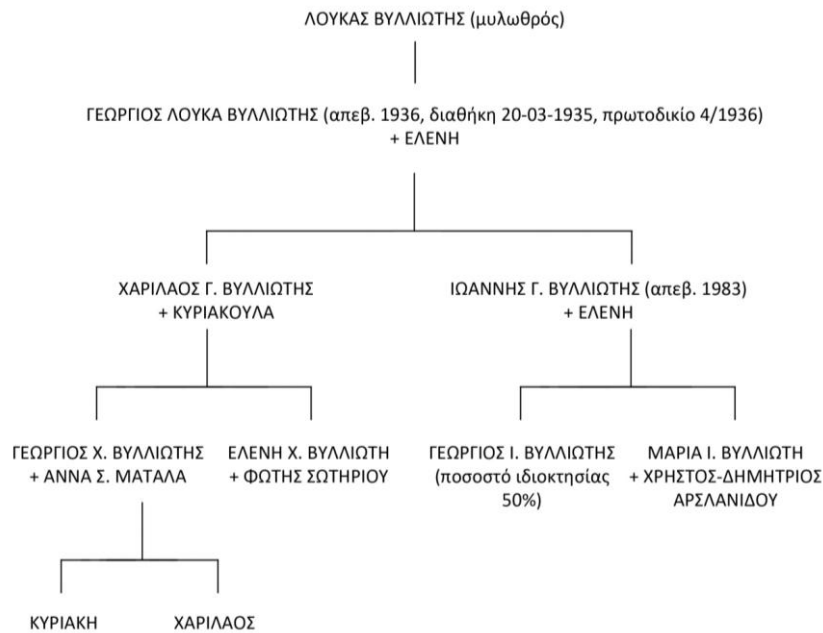 ΛΟΥΚΑΣ ΒΥΛΛΙΩΤΗΣ (μυλωθρός)
ΓΕΩΡΓΙΟΣ ΛΟΥΚΑ ΒΥΛΛΙΩΤΗΣ (απεβ. 1936, διαθήκη 20-03-1935, πρωτοδικίο 4/1936)
+ ΕΛΕΝΗ
ΧΑΡΙΛΑΟΣ Γ. ΒΥΛΛΙΩΤΗΣ
+ ΚΥΡΙΑΚΟΥΛΑ
ΙΩΑΝΝΗΣ Γ. ΒΥΛΛΙΩΤΗΣ (απεβ. 1983)
+ ΕΛΕΝΗ
ΓΕΩΡΓΙΟΣ Χ. ΒΥΛΛΙΩΤΗΣ
+ ΑΝΝΑ Σ. ΜΑΤΑΛΑ
ΕΛΕΝΗ Χ. ΒΥΛΛΙΩΤΗ
+ ΦΩΤΗΣ ΣΩΤΗΡΙΟΥ
ΓΕΩΡΓΙΟΣ Ι. ΒΥΛΛΙΩΤΗΣ
(ποσοστό ιδιοκτησίας
50%)
ΜΑΡΙΑ Ι. ΒΥΛΛΙΩΤΗ
+ ΧΡΗΣΤΟΣ-ΔΗΜΗΤΡΙΟΣ
ΑΡΣΛΑΝΙΔΟΥ
ΚΥΡΙΑΚΗ
ΧΑΡΙΛΑΟΣ